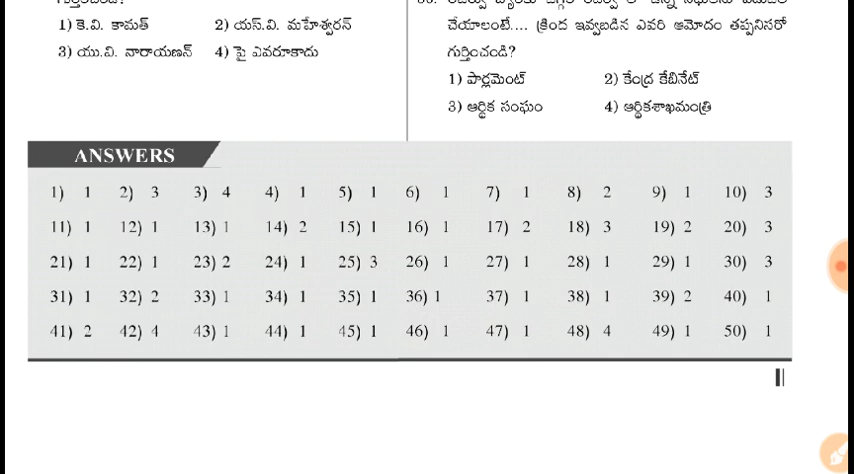 1) కె.వి. కామత్ 2) యస్.వి. మహేశ్వరన్
3) యు.వి. నారాయణన్ 4) పై ఎవరూకాదు
చేయాలంటే.... క్రింద ఇవ్వబడిన ఎవరి ఆమోదం తప్పనిసరో
గుర్తించండి?
1) పార్లమెంట్ 2) కేంద్ర కేబినేట్
3) ఆర్థిక సంఘం 4) ఆర్థికశాఖమంత్రి
ANSWERS
1) 1 2) 3 3) 4 4) 1 5) 1 6) 1 7) 1 8) 2 9) 1 10) 3
11) 1 12) 1 13) 1 14) 2 15) 1 16) 1 17) 2 18) 3 19) 2 20) 3
21) 1 22) 1 23) 2 24) 1 25) 3 26) 1 27) 1 28) 1 29) 1 30) 3
31) 1 32) 2 33) 1 34) 1 35) 1 36) 1 37) 1 38) 1 39) 2 40) 1
41) 2 42) 4 43) 1 44) 1 45) 1 46) 1 47) 1 48) 4 49) 1 50) 1